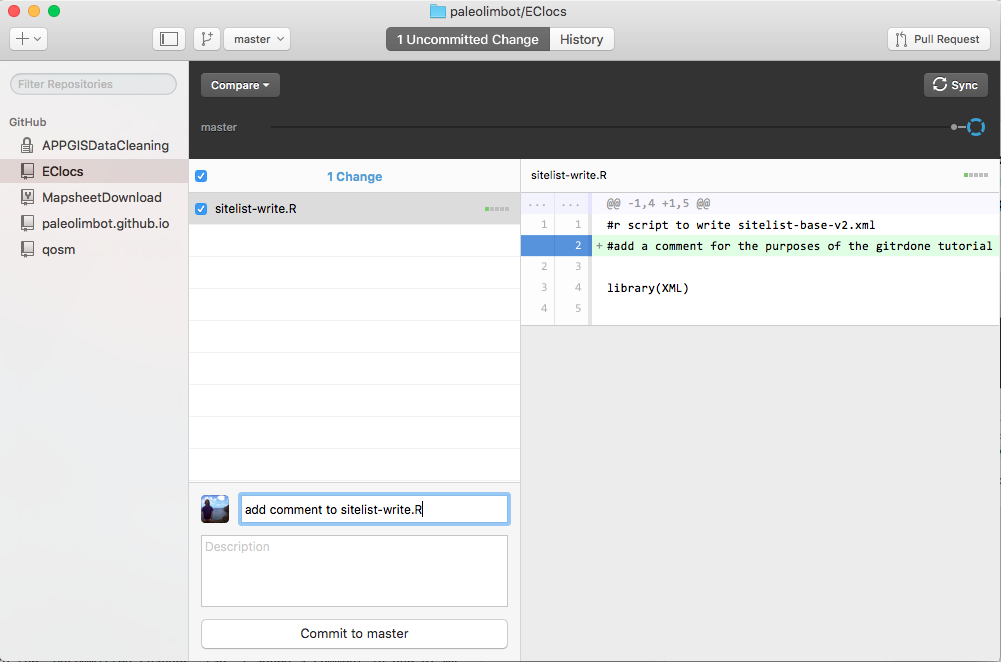 paleolimbot/EClocs
master
1 Uncommitted Change
History
Pull Request
Filter Repositories
GitHub
APPGISDataCleaning
EClocs
MapsheetDownload
paleolimbot.github.io
qosm
Compare
Sync
master
1 Change
sitelist-write.R
add comment to sitelist-write.R
Description
Commit to master
sitelist-write.R
... ... @@ -1,4 +1,5 @@
1 1 #r script to write sitelist-base-v2.xml
2 +#add a comment for the purposes of the gitrdone tutorial
2 3
3 4 library(XML)
4 5